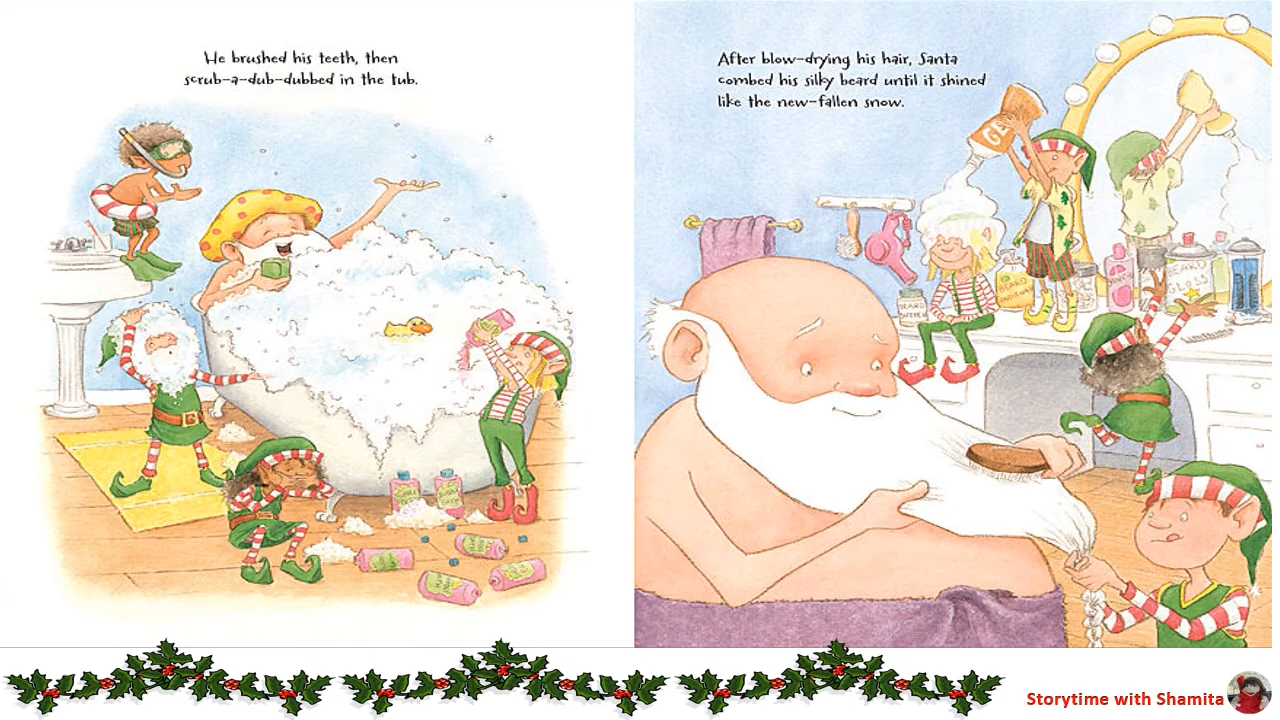 He brushed his teeth, then
scrub-a-dub-dubbed in the tub.
After blow-drying his hair, Santa
combed his silky beard until it shined
like the new-fallen snow.
GEL
BEARD
BEARD
BEARD
GLOSS
Storytime with Shamita